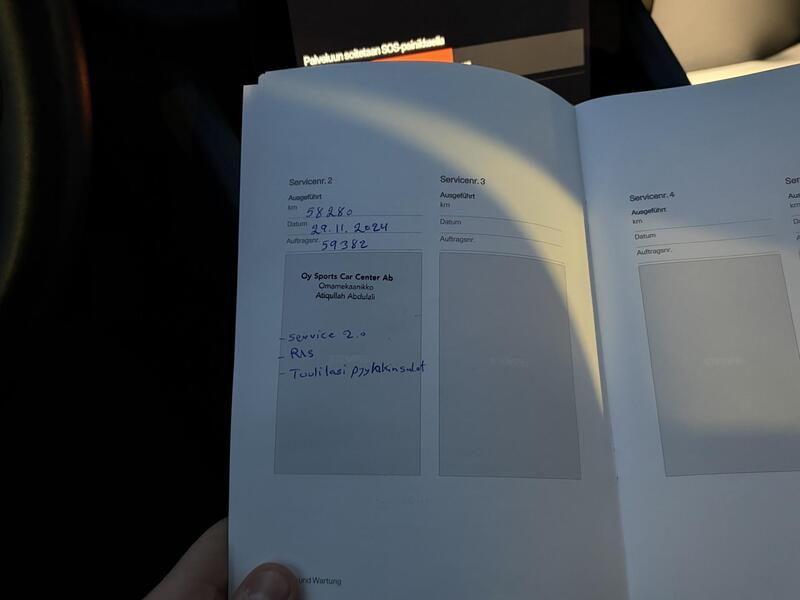 Palveluun soitetaan SOS-painikkeella
Servicenr. 2
Ausgeführt
km 58280
Datum 29.11.2024
Auftragsnr. 59382
Oy Sports Car Center Ab
Omamekaanikko
Atiqullah Abdulali
- service 2.0
- RNS
- Tuulilasi pyyhkinsulat
Servicenr. 3
Ausgeführt
km
Datum
Auftragsnr.
Servicenr. 4
Ausgeführt
km
Datum
Auftragsnr.
und Wartung